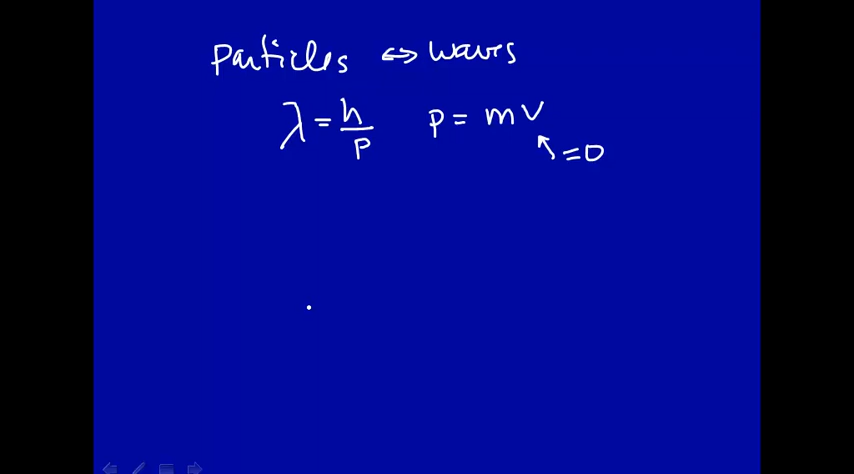 Particles ↔ waves
λ = h/p p = mv
= 0